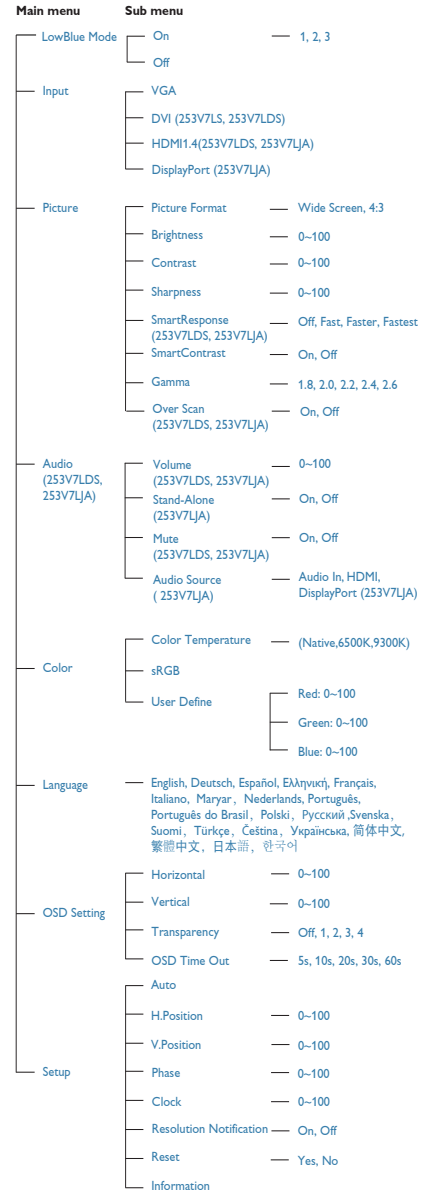 Main menu Sub menu
LowBlue Mode On 1, 2, 3
Off
Input VGA
DVI (253V7LS, 253V7LDS)
HDMI1.4(253V7LDS, 253V7LJA)
DisplayPort (253V7LJA)
Picture Picture Format Wide Screen, 4:3
Brightness 0~100
Contrast 0~100
Sharpness 0~100
SmartResponse Off, Fast, Faster, Fastest
(253V7LDS, 253V7LJA)
SmartContrast On, Off
Gamma 1.8, 2.0, 2.2, 2.4, 2.6
Over Scan On, Off
(253V7LDS, 253V7LJA)
Audio Volume 0~100
(253V7LDS, (253V7LDS, 253V7LJA)
253V7LJA) Stand-Alone On, Off
(253V7LJA)
Mute On, Off
(253V7LDS, 253V7LJA)
Audio Source Audio In, HDMI,
( 253V7LJA) DisplayPort (253V7LJA)
Color Temperature (Native,6500K,9300K)
Color sRGB
User Define Red: 0~100
Green: 0~100
Blue: 0~100
Language English, Deutsch, Español, Ελληνική, Français,
Italiano, Maryar, Nederlands, Português,
Português do Brasil, Polski, Русский ,Svenska,
Suomi, Türkçe, Čeština, Українська, 简体中文,
繁體中文, 日本語, 한국어
Horizontal 0~100
Vertical 0~100
OSD Setting
Transparency Off, 1, 2, 3, 4
OSD Time Out 5s, 10s, 20s, 30s, 60s
Auto
H.Position 0~100
V.Position 0~100
Setup Phase 0~100
Clock 0~100
Resolution Notification On, Off
Reset Yes, No
Information